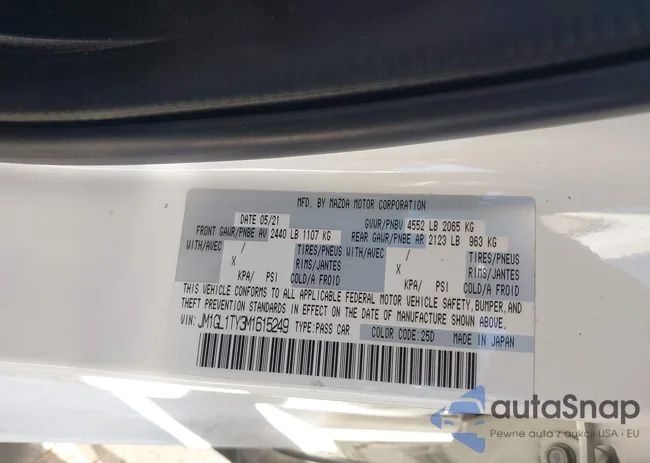 MFD. BY MAZDA MOTOR CORPORATION
DATE 05/21 GVWR/PNBV 4552 LB 2065 KG
FRONT GAWR/PNBE AV 2440 LB 1107 KG REAR GAWR/PNBE AR 2123 LB 963 KG
WITH/AVEC / TIRES/PNEUS WITH/AVEC / TIRES/PNEUS
X RIMS/JANTES X RIMS/JANTES
KPA/ PSI COLD/A FROID KPA/ PSI COLD/A FROID
THIS VEHICLE CONFORMS TO ALL APPLICABLE FEDERAL MOTOR VEHICLE SAFETY, BUMPER, AND
THEFT PREVENTION STANDARDS IN EFFECT ON THE DATE OF MANUFACTURE SHOWN ABOVE.
VIN: JM1GL1TY3M1615249 TYPE:PASS CAR COLOR CODE:25D MADE IN JAPAN
autoSnap
Pewne auta z aukcji USA i EU